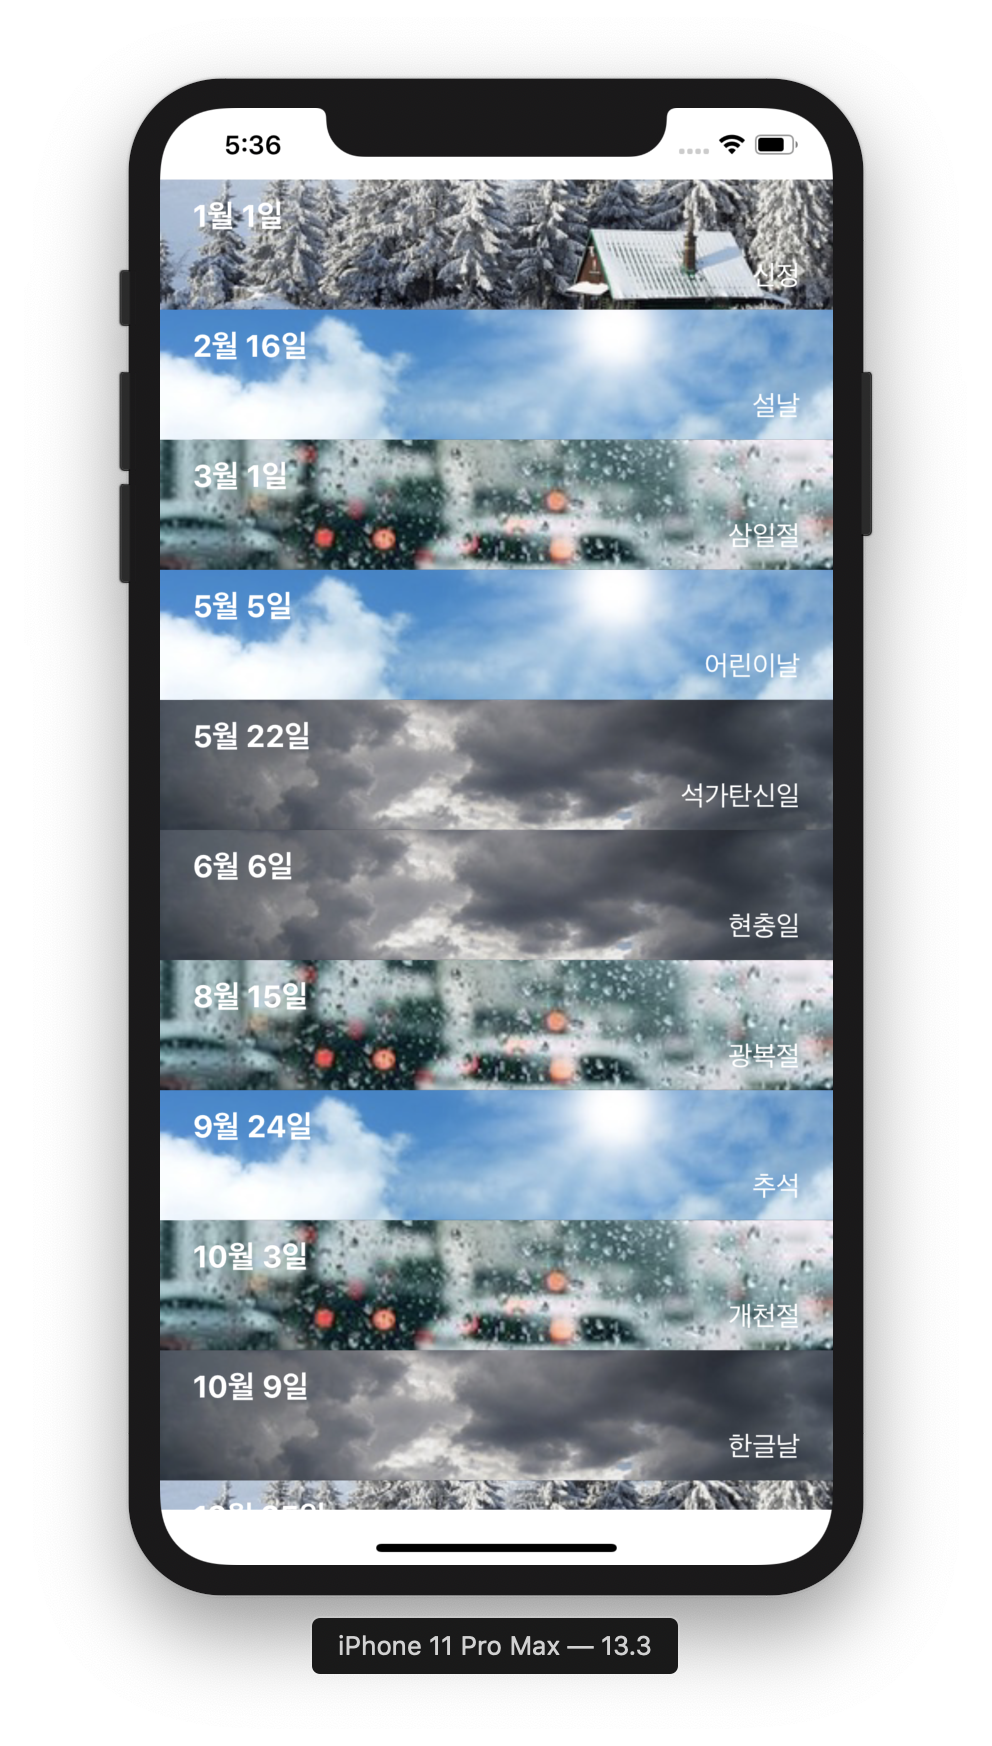 5:36
1월 1일
신정
2월 16일
설날
3월 1일
삼일절
5월 5일
어린이날
5월 22일
석가탄신일
6월 6일
현충일
8월 15일
광복절
9월 24일
추석
10월 3일
개천절
10월 9일
한글날
iPhone 11 Pro Max — 13.3